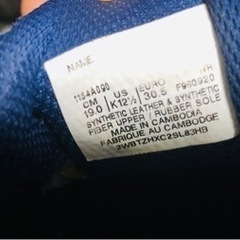 NAME
1154A090
CM US EURO
19.0 K12½ 30.5 F960920
SYNTHETIC LEATHER & SYNTHETIC
FIBER UPPER / RUBBER SOLE
MADE IN CAMBODIA
FABRIQUE AU CAMBODGE